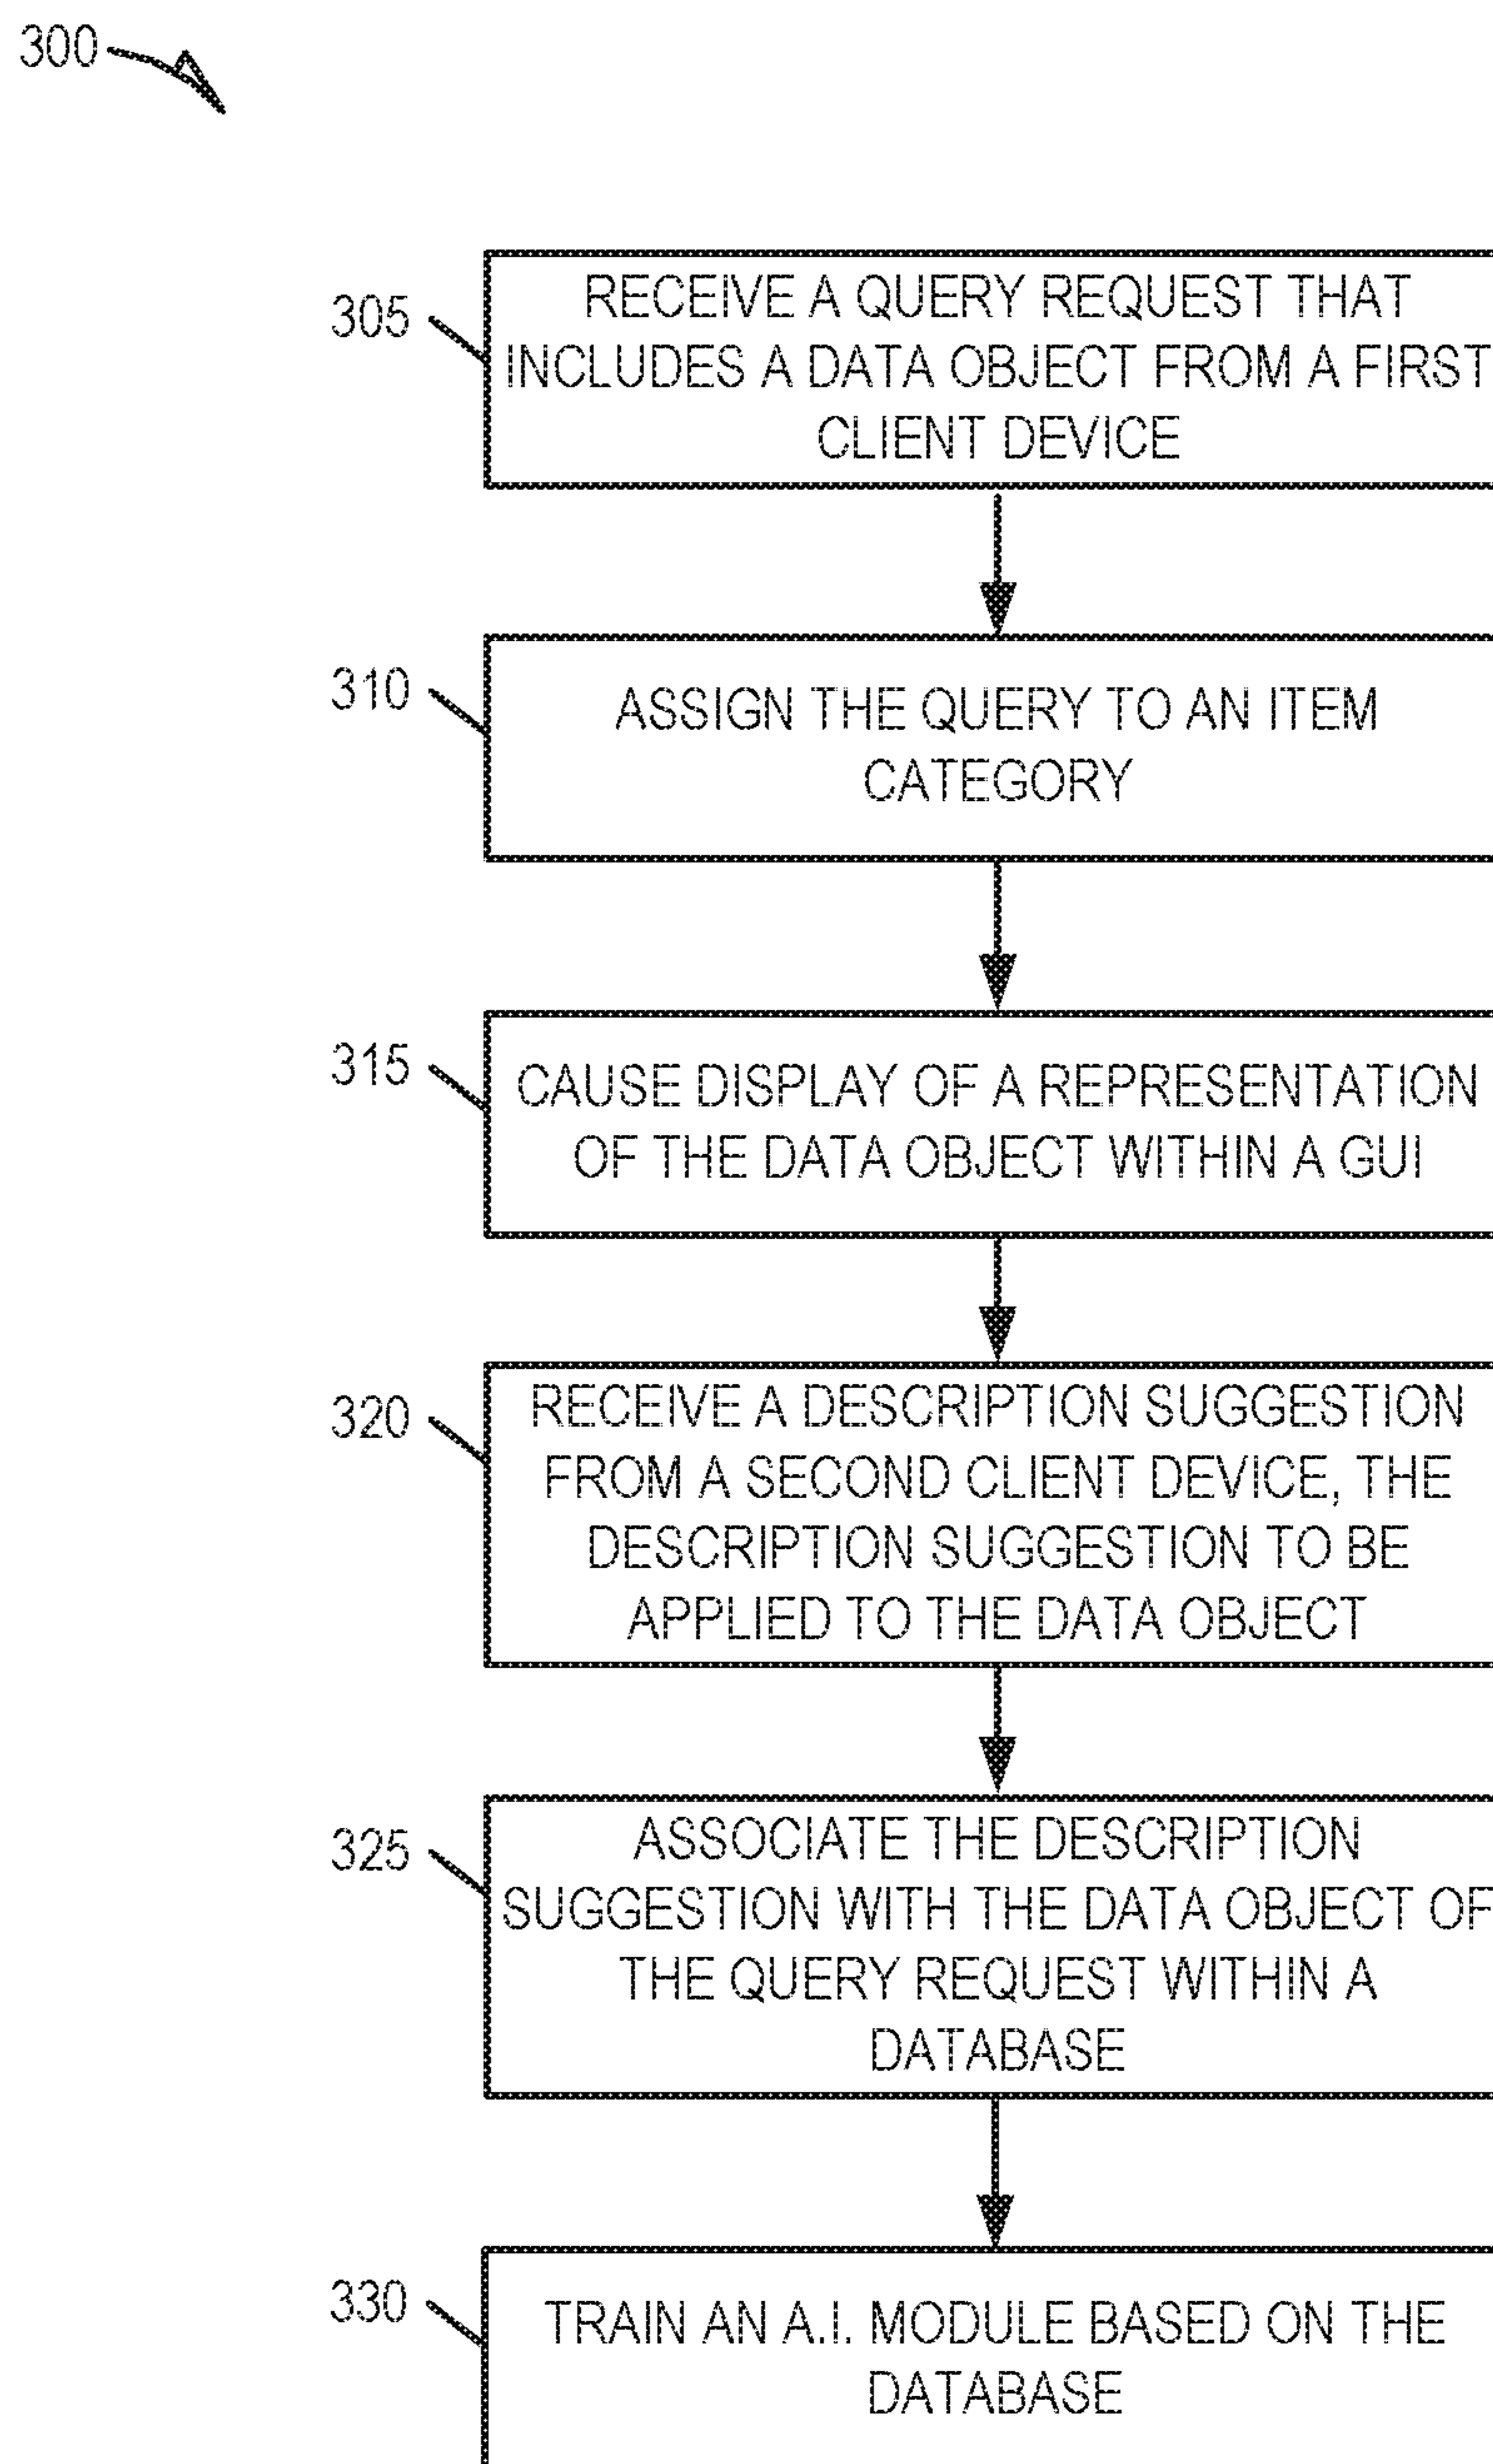 300
305
RECEIVE A QUERY REQUEST THAT
INCLUDES A DATA OBJECT FROM A FIRST
CLIENT DEVICE
310
ASSIGN THE QUERY TO AN ITEM
CATEGORY
315
CAUSE DISPLAY OF A REPRESENTATION
OF THE DATA OBJECT WITHIN A GUI
320
RECEIVE A DESCRIPTION SUGGESTION
FROM A SECOND CLIENT DEVICE, THE
DESCRIPTION SUGGESTION TO BE
APPLIED TO THE DATA OBJECT
325
ASSOCIATE THE DESCRIPTION
SUGGESTION WITH THE DATA OBJECT OF
THE QUERY REQUEST WITHIN A
DATABASE
330
TRAIN AN A.I. MODULE BASED ON THE
DATABASE